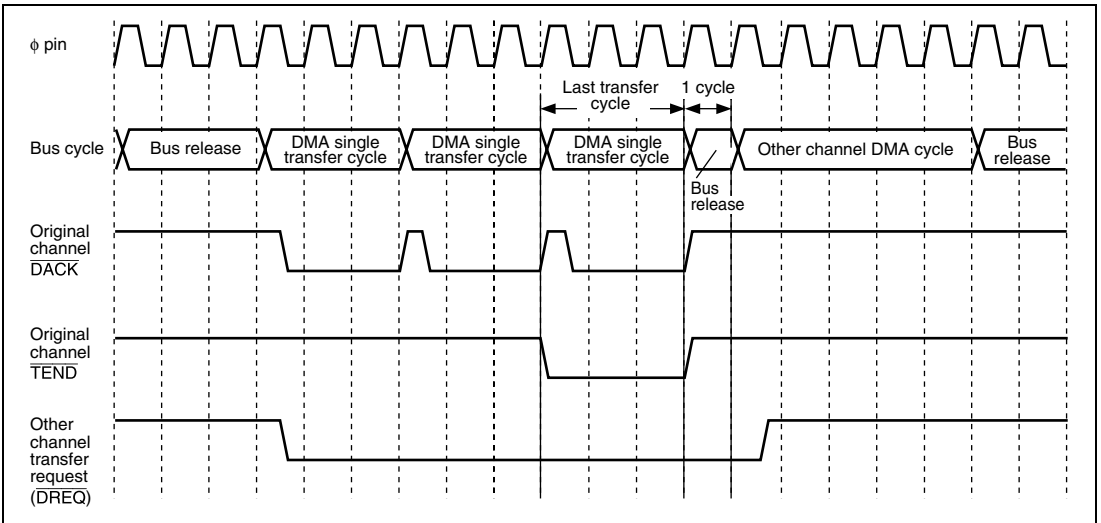 φ pin
Last transfer
cycle
1 cycle
Bus cycle
Bus release
DMA single
transfer cycle
DMA single
transfer cycle
DMA single
transfer cycle
Other channel DMA cycle
Bus
release
Bus
release
Original
channel
DACK
Original
channel
TEND
Other
channel
transfer
request
(DREQ)